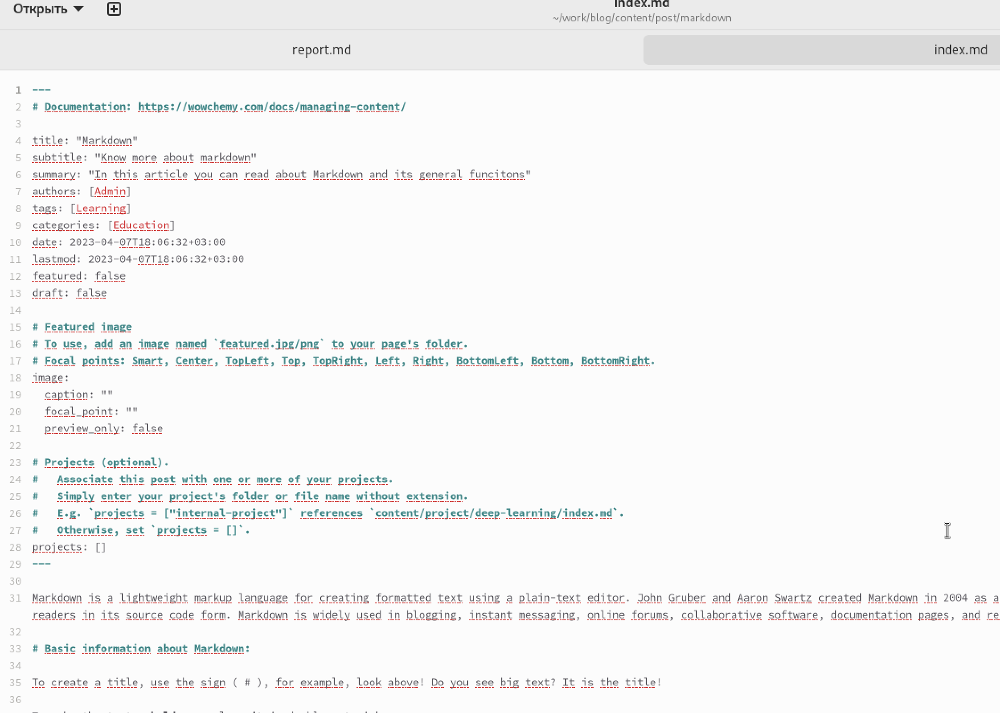 Открыть
index.md
~/work/blog/content/post/markdown
report.md
index.md
1 ---
2 # Documentation: https://wowchemy.com/docs/managing-content/
3
4 title: "Markdown"
5 subtitle: "Know more about markdown"
6 summary: "In this article you can read about Markdown and its general funcitons"
7 authors: [Admin]
8 tags: [Learning]
9 categories: [Education]
10 date: 2023-04-07T18:06:32+03:00
11 lastmod: 2023-04-07T18:06:32+03:00
12 featured: false
13 draft: false
14
15 # Featured image
16 # To use, add an image named `featured.jpg/png` to your page's folder.
17 # Focal points: Smart, Center, TopLeft, Top, TopRight, Left, Right, BottomLeft, Bottom, BottomRight.
18 image:
19   caption: ""
20   focal_point: ""
21   preview_only: false
22
23 # Projects (optional).
24 #   Associate this post with one or more of your projects.
25 #   Simply enter your project's folder or file name without extension.
26 #   E.g. `projects = ["internal-project"]` references `content/project/deep-learning/index.md`.
27 #   Otherwise, set `projects = []`.
28 projects: []
29 ---
30
31 Markdown is a lightweight markup language for creating formatted text using a plain-text editor. John Gruber and Aaron Swartz created Markdown in 2004 as a
readers in its source code form. Markdown is widely used in blogging, instant messaging, online forums, collaborative software, documentation pages, and re
32
33 # Basic information about Markdown:
34
35 To create a title, use the sign ( # ), for example, look above! Do you see big text? It is the title!
36